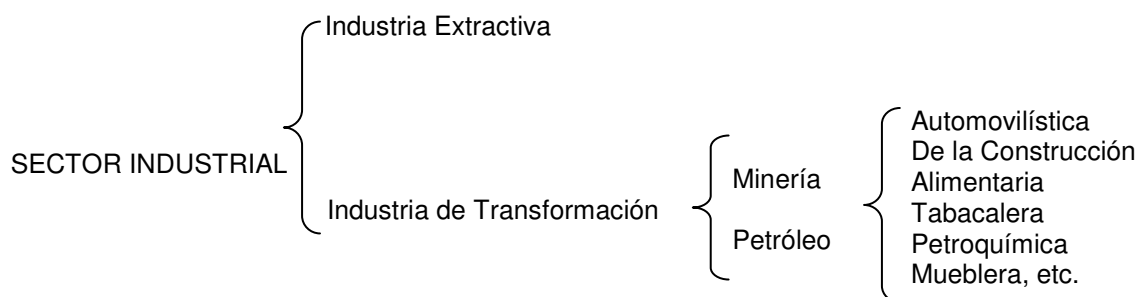 Industria Extractiva
SECTOR INDUSTRIAL
Industria de Transformación
Minería
Petróleo
Automovilística
De la Construcción
Alimentaria
Tabacalera
Petroquímica
Mueblera, etc.